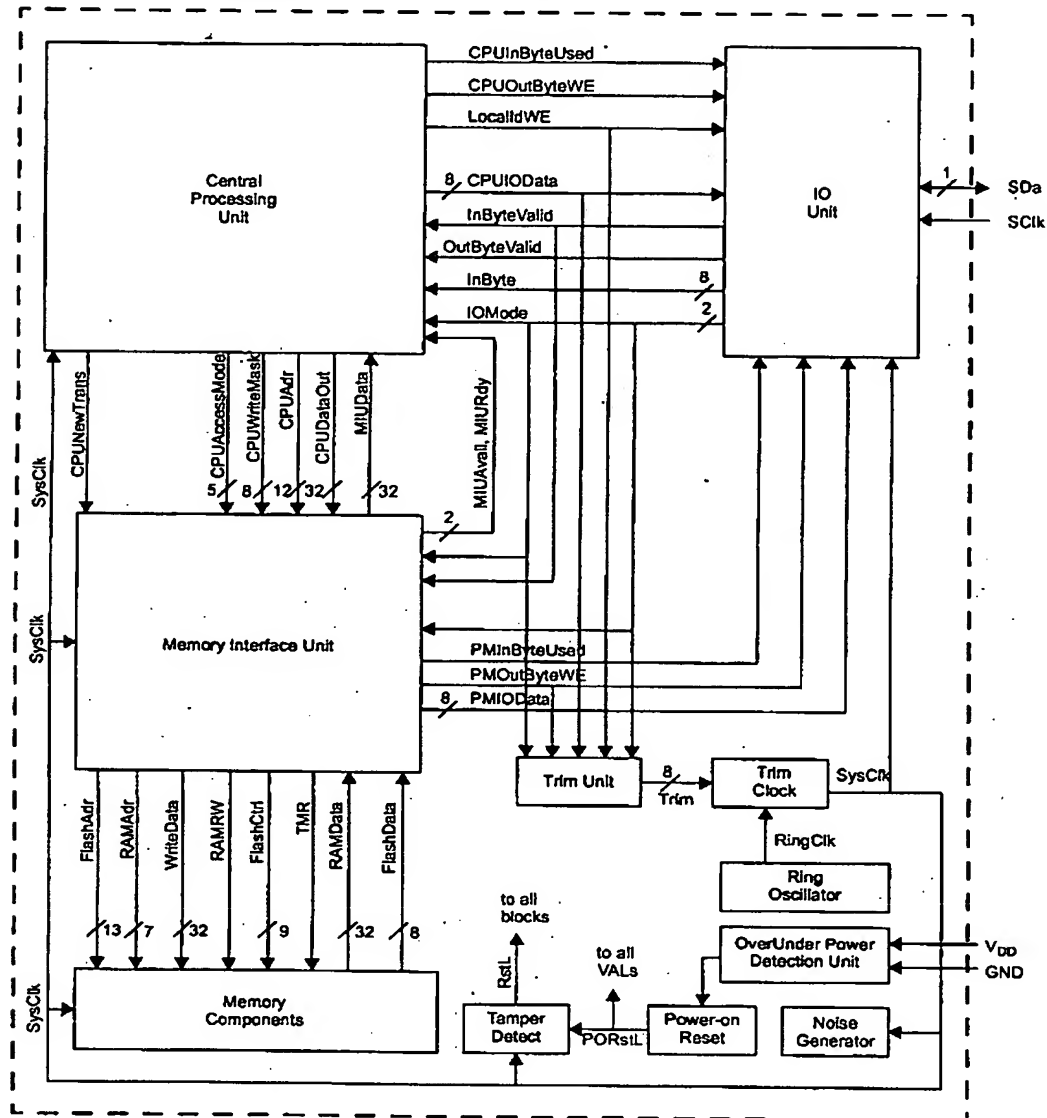 CPUInByteUsed
CPUOutByteWE
LocalIdWE
Central
Processing
Unit
8
CPUIOData
IO
Unit
1
SDa
SClk
InByteValid
OutByteValid
InByte
8
IOMode
2
SysClk
CPUNewTrans
CPUAccessMode
CPUWriteMask
CPUAdr
CPUDataOut
MIUData
MIUAvail, MIURdy
5
8
12
32
32
2
SysClk
Memory Interface Unit
PMInByteUsed
PMOutByteWE
8
PMIOData
Trim Unit
8
Trim
Trim
Clock
SysClk
RingClk
Ring
Oscillator
FlashAdr
RAMAdr
WriteData
RAMRW
FlashCtrl
TMR
RAMData
FlashData
13
7
32
9
32
8
SysClk
Memory
Components
to all
blocks
RstL
to all
VALs
Tamper
Detect
PORstL
Power-on
Reset
OverUnder Power
Detection Unit
VDD
GND
Noise
Generator